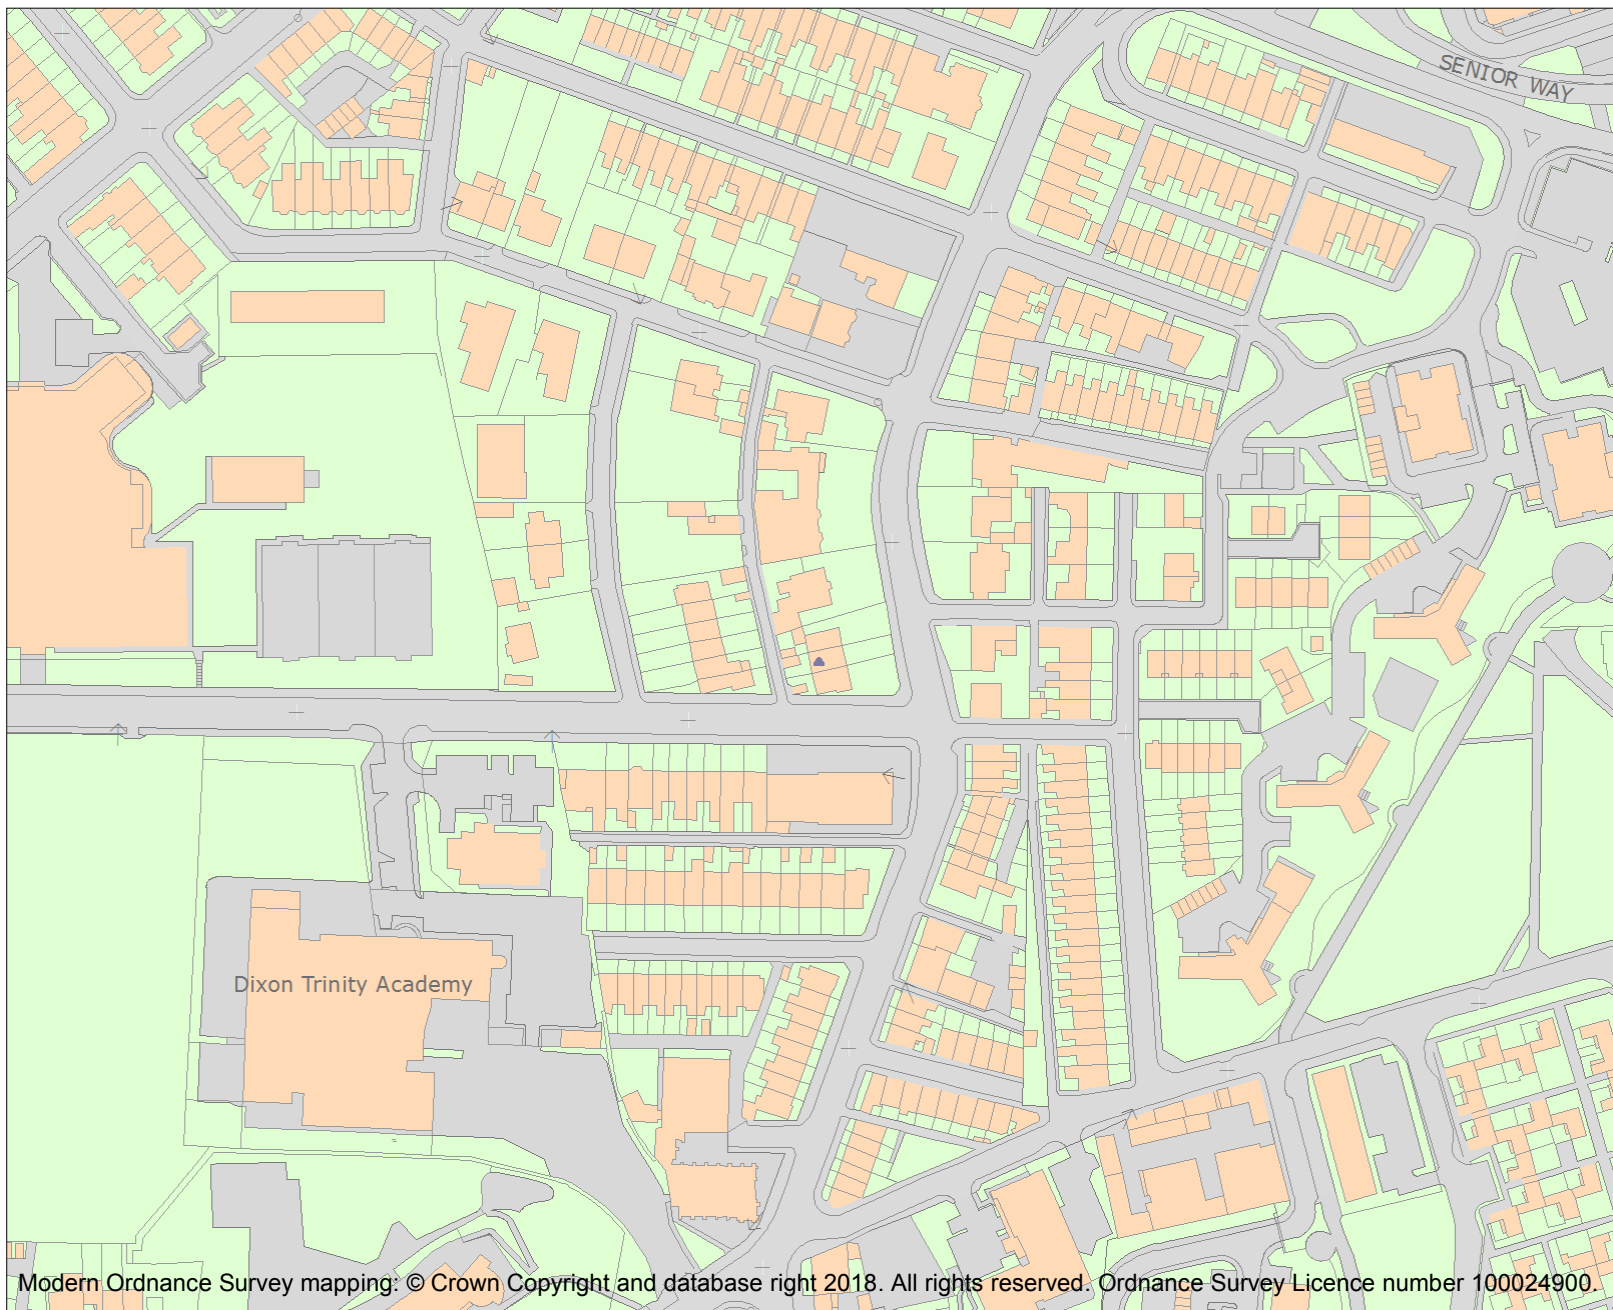 SENIOR WAY
Dixon Trinity Academy
Modern Ordnance Survey mapping: © Crown Copyright and database right 2018. All rights reserved. Ordnance Survey Licence number 100024900.